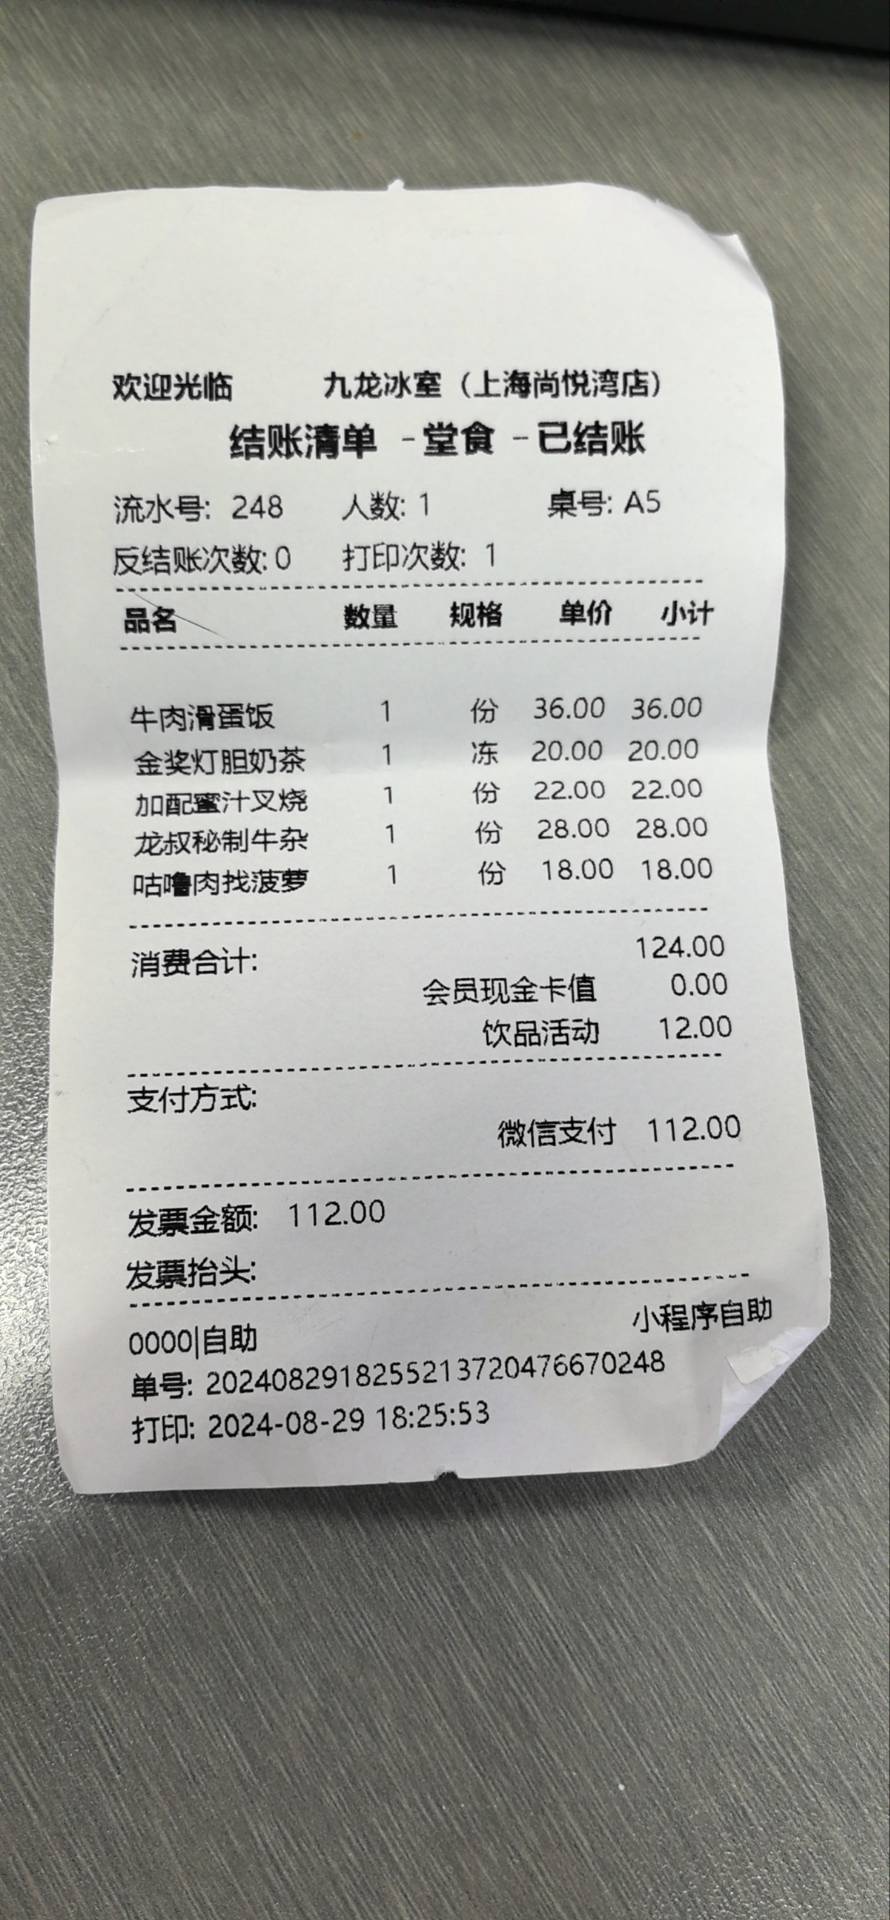 欢迎光临 九龙冰室（上海尚悦湾店）
结账清单 -堂食 -已结账
流水号: 248 人数: 1 桌号: A5
反结账次数: 0 打印次数: 1
品名 数量 规格 单价 小计
牛肉滑蛋饭 1 份 36.00 36.00
金奖灯胆奶茶 1 冻 20.00 20.00
加配蜜汁叉烧 1 份 22.00 22.00
龙叔秘制牛杂 1 份 28.00 28.00
咕噜肉找菠萝 1 份 18.00 18.00
消费合计: 124.00
会员现金卡值 0.00
饮品活动 12.00
支付方式:
微信支付 112.00
发票金额: 112.00
发票抬头:
0000|自助 小程序自助
单号: 2024082918255213720476670248
打印: 2024-08-29 18:25:53